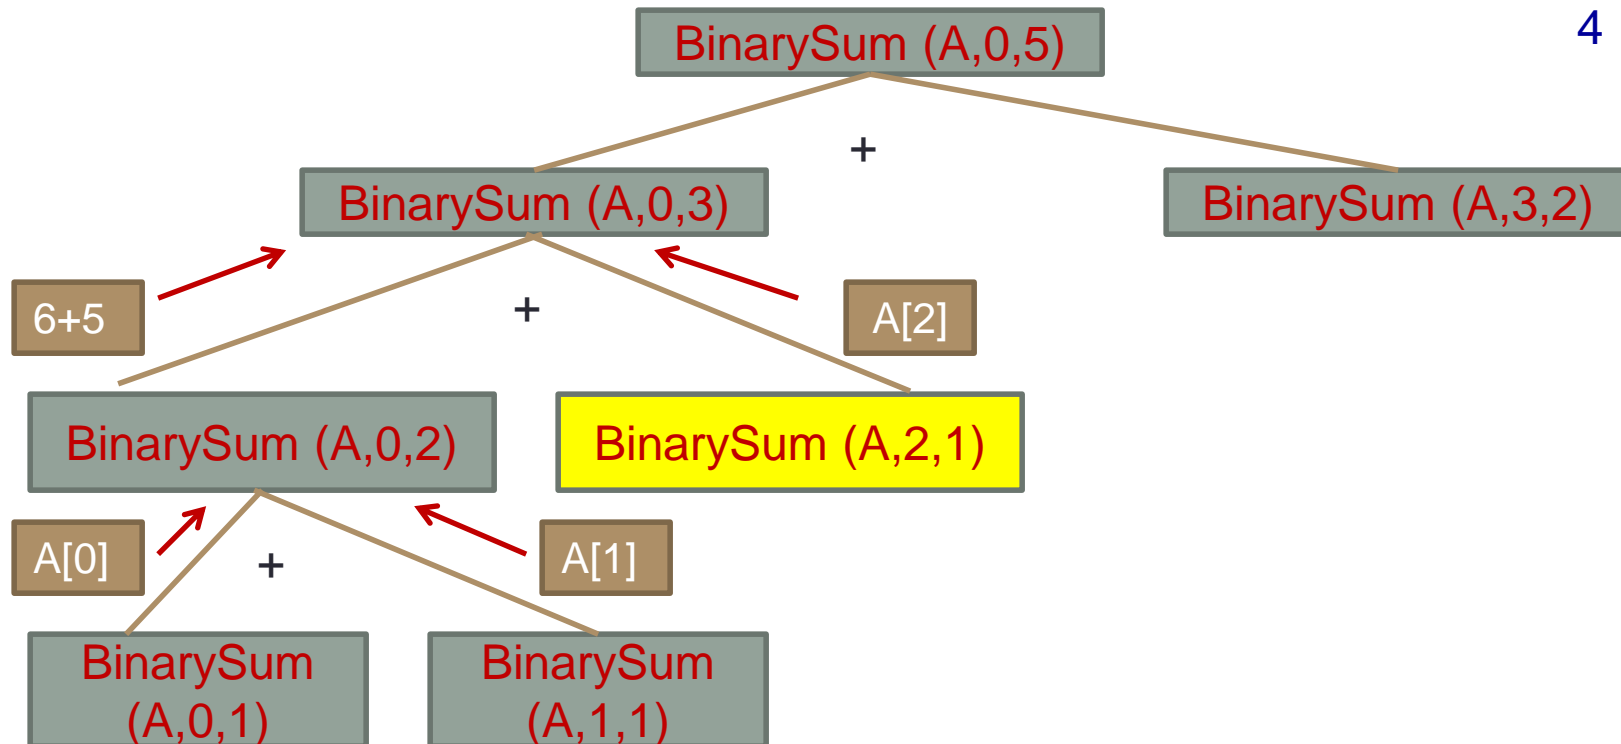 4
BinarySum (A,0,5)
+
BinarySum (A,0,3)
BinarySum (A,3,2)
6+5
+
A[2]
BinarySum (A,0,2)
BinarySum (A,2,1)
A[0]
+
A[1]
BinarySum
(A,0,1)
BinarySum
(A,1,1)